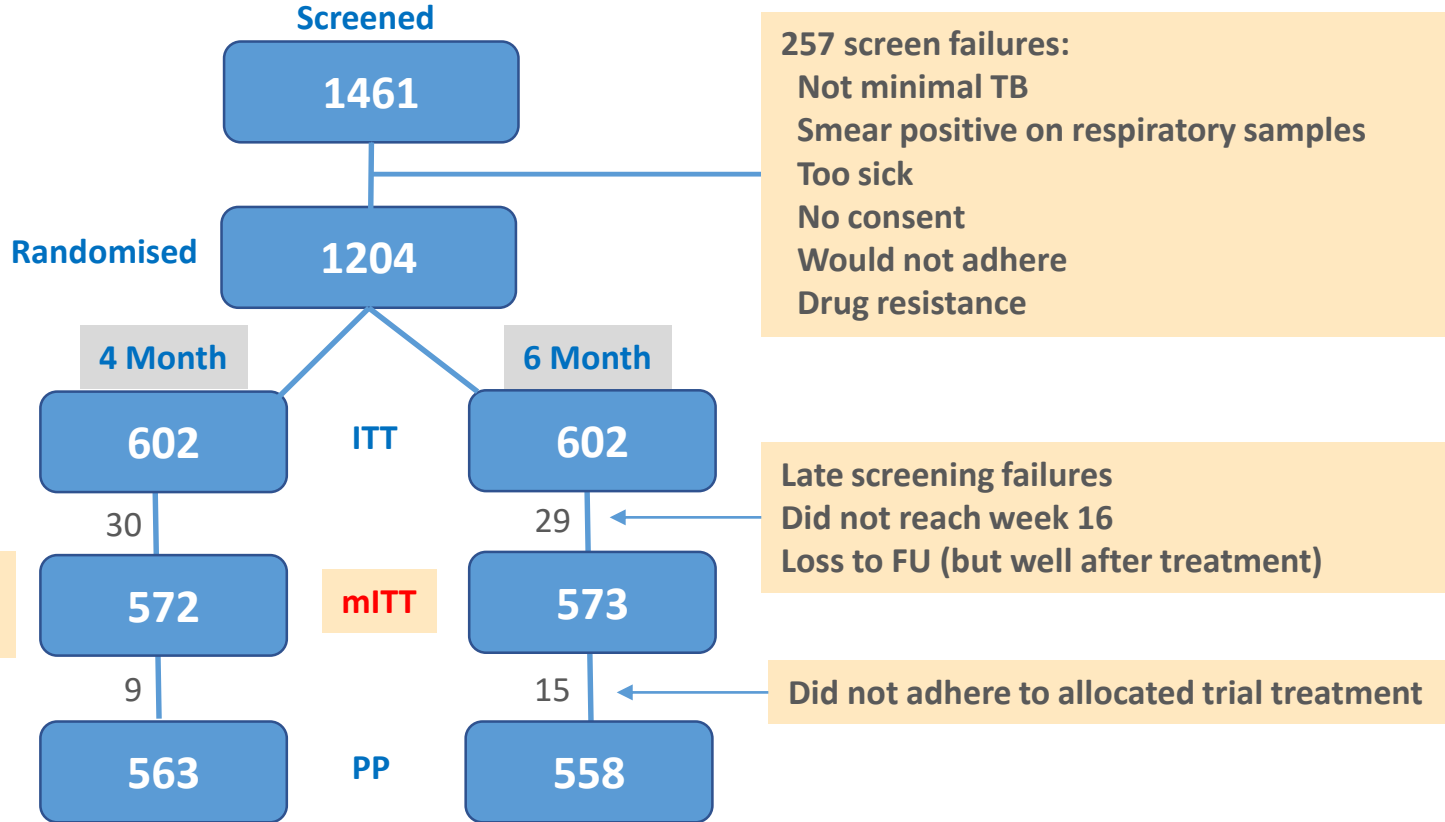 Screened
1461
257 screen failures:
Not minimal TB
Smear positive on respiratory samples
Too sick
No consent
Would not adhere
Drug resistance
Randomised
1204
4 Month
6 Month
602
ITT
602
30
29
Late screening failures
Did not reach week 16
Loss to FU (but well after treatment)
572
mITT
573
9
15
Did not adhere to allocated trial treatment
563
PP
558